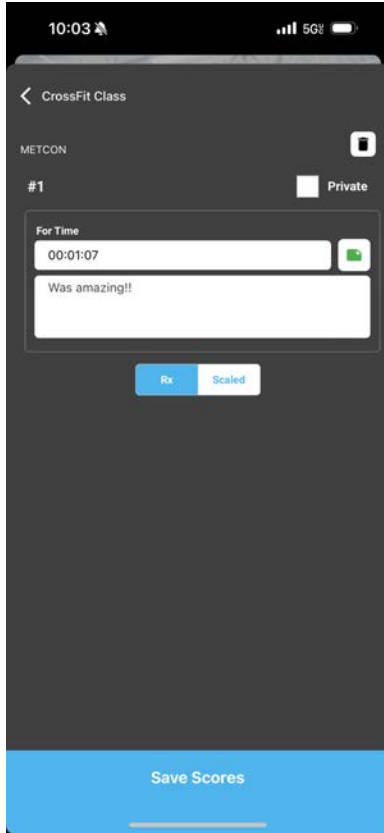 10:03
5G
CrossFit Class
METCON
#1
Private
For Time
00:01:07
Was amazing!!
Rx
Scaled
Save Scores